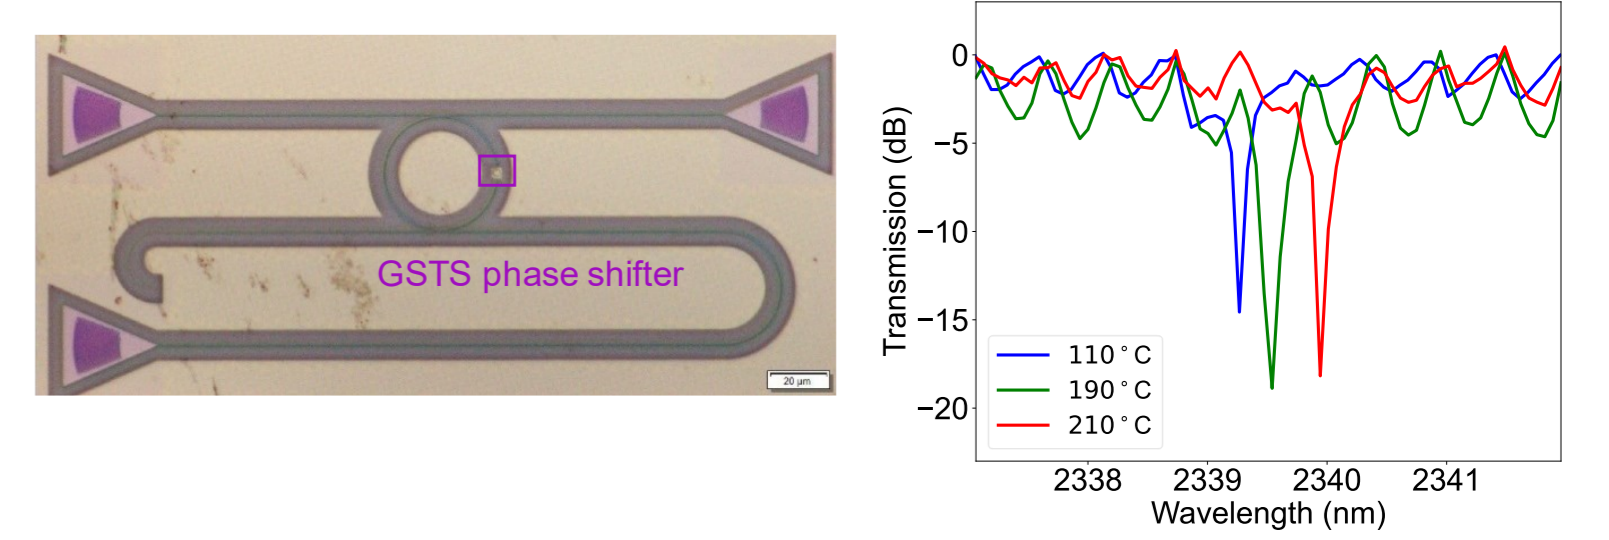 GSTS phase shifter
20 µm
Transmission (dB)
0
−5
−10
−15
−20
110°C
190°C
210°C
2338 2339 2340 2341
Wavelength (nm)